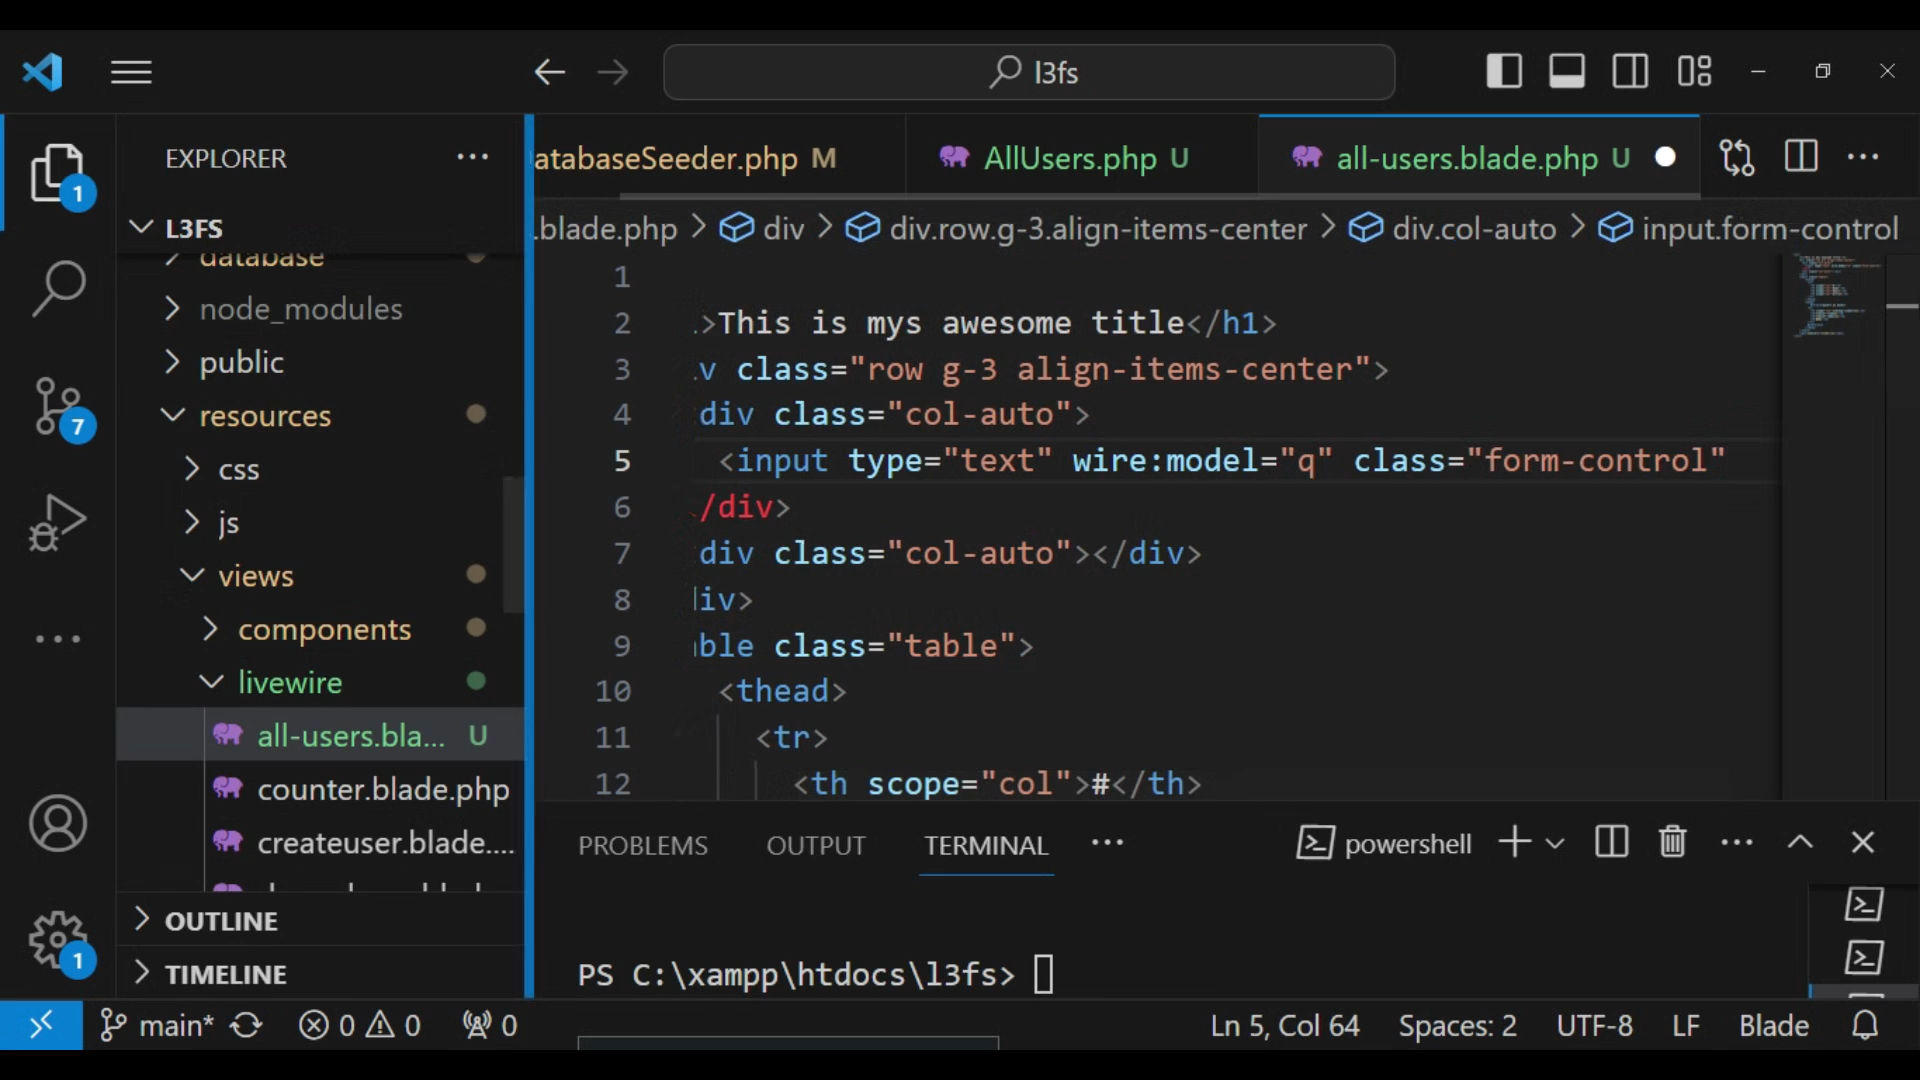 l3fs
EXPLORER
L3FS
database
node_modules
public
resources
css
js
views
components
livewire
all-users.bla... U
counter.blade.php
createuser.blade....
OUTLINE
TIMELINE
atabaseSeeder.php M
AllUsers.php U
all-users.blade.php U
.blade.php > div > div.row.g-3.align-items-center > div.col-auto > input.form-control
1
2 >This is mys awesome title</h1>
3 v class="row g-3 align-items-center">
4 div class="col-auto">
5 <input type="text" wire:model="q" class="form-control"
6 /div>
7 div class="col-auto"></div>
8 div>
9 ble class="table">
10 <thead>
11 <tr>
12 <th scope="col">#</th>
PROBLEMS OUTPUT TERMINAL
powershell
PS C:\xampp\htdocs\l3fs>
1
7
1
main* 0 0 0
Ln 5, Col 64 Spaces: 2 UTF-8 LF Blade